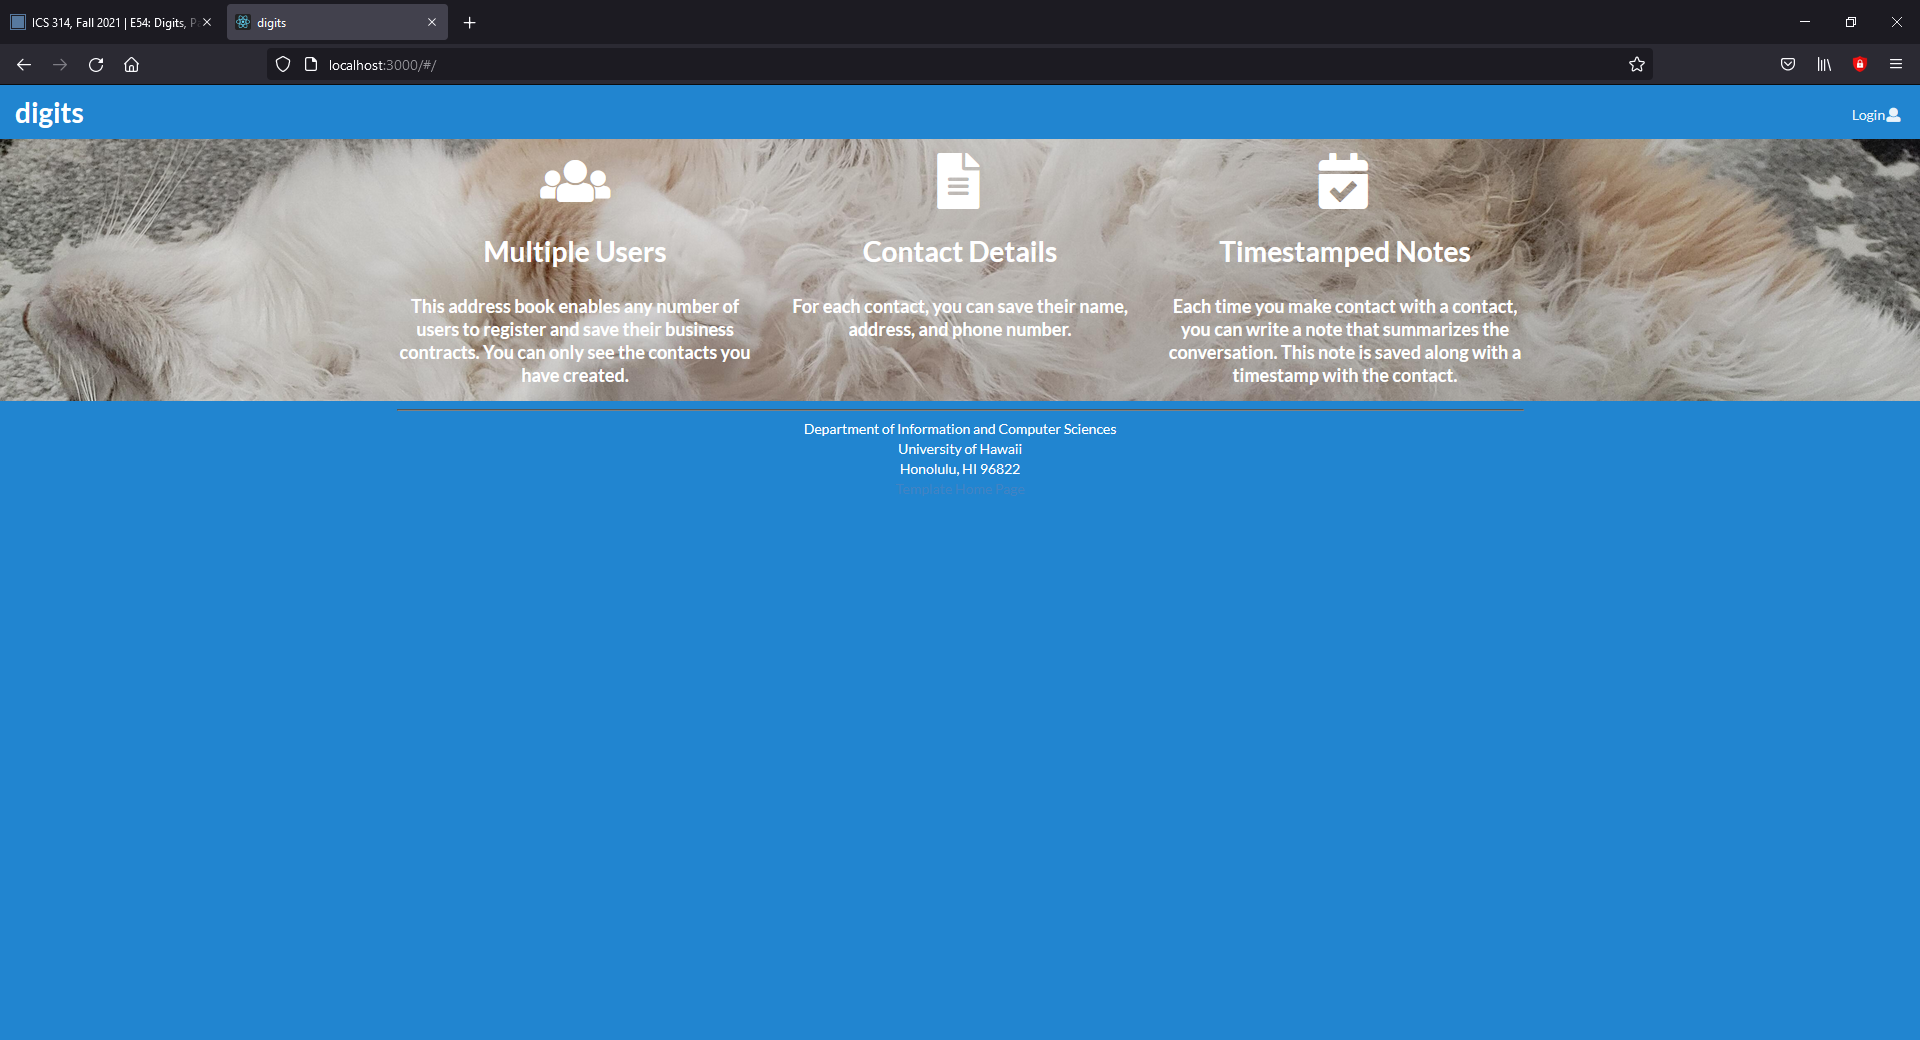 ICS 314, Fall 2021 | E54: Digits, Pa
digits
localhost:3000/#/
digits
Login
Multiple Users
Contact Details
Timestamped Notes
This address book enables any number of
users to register and save their business
contracts. You can only see the contacts you
have created.
For each contact, you can save their name,
address, and phone number.
Each time you make contact with a contact,
you can write a note that summarizes the
conversation. This note is saved along with a
timestamp with the contact.
Department of Information and Computer Sciences
University of Hawaii
Honolulu, HI 96822
Template Home Page